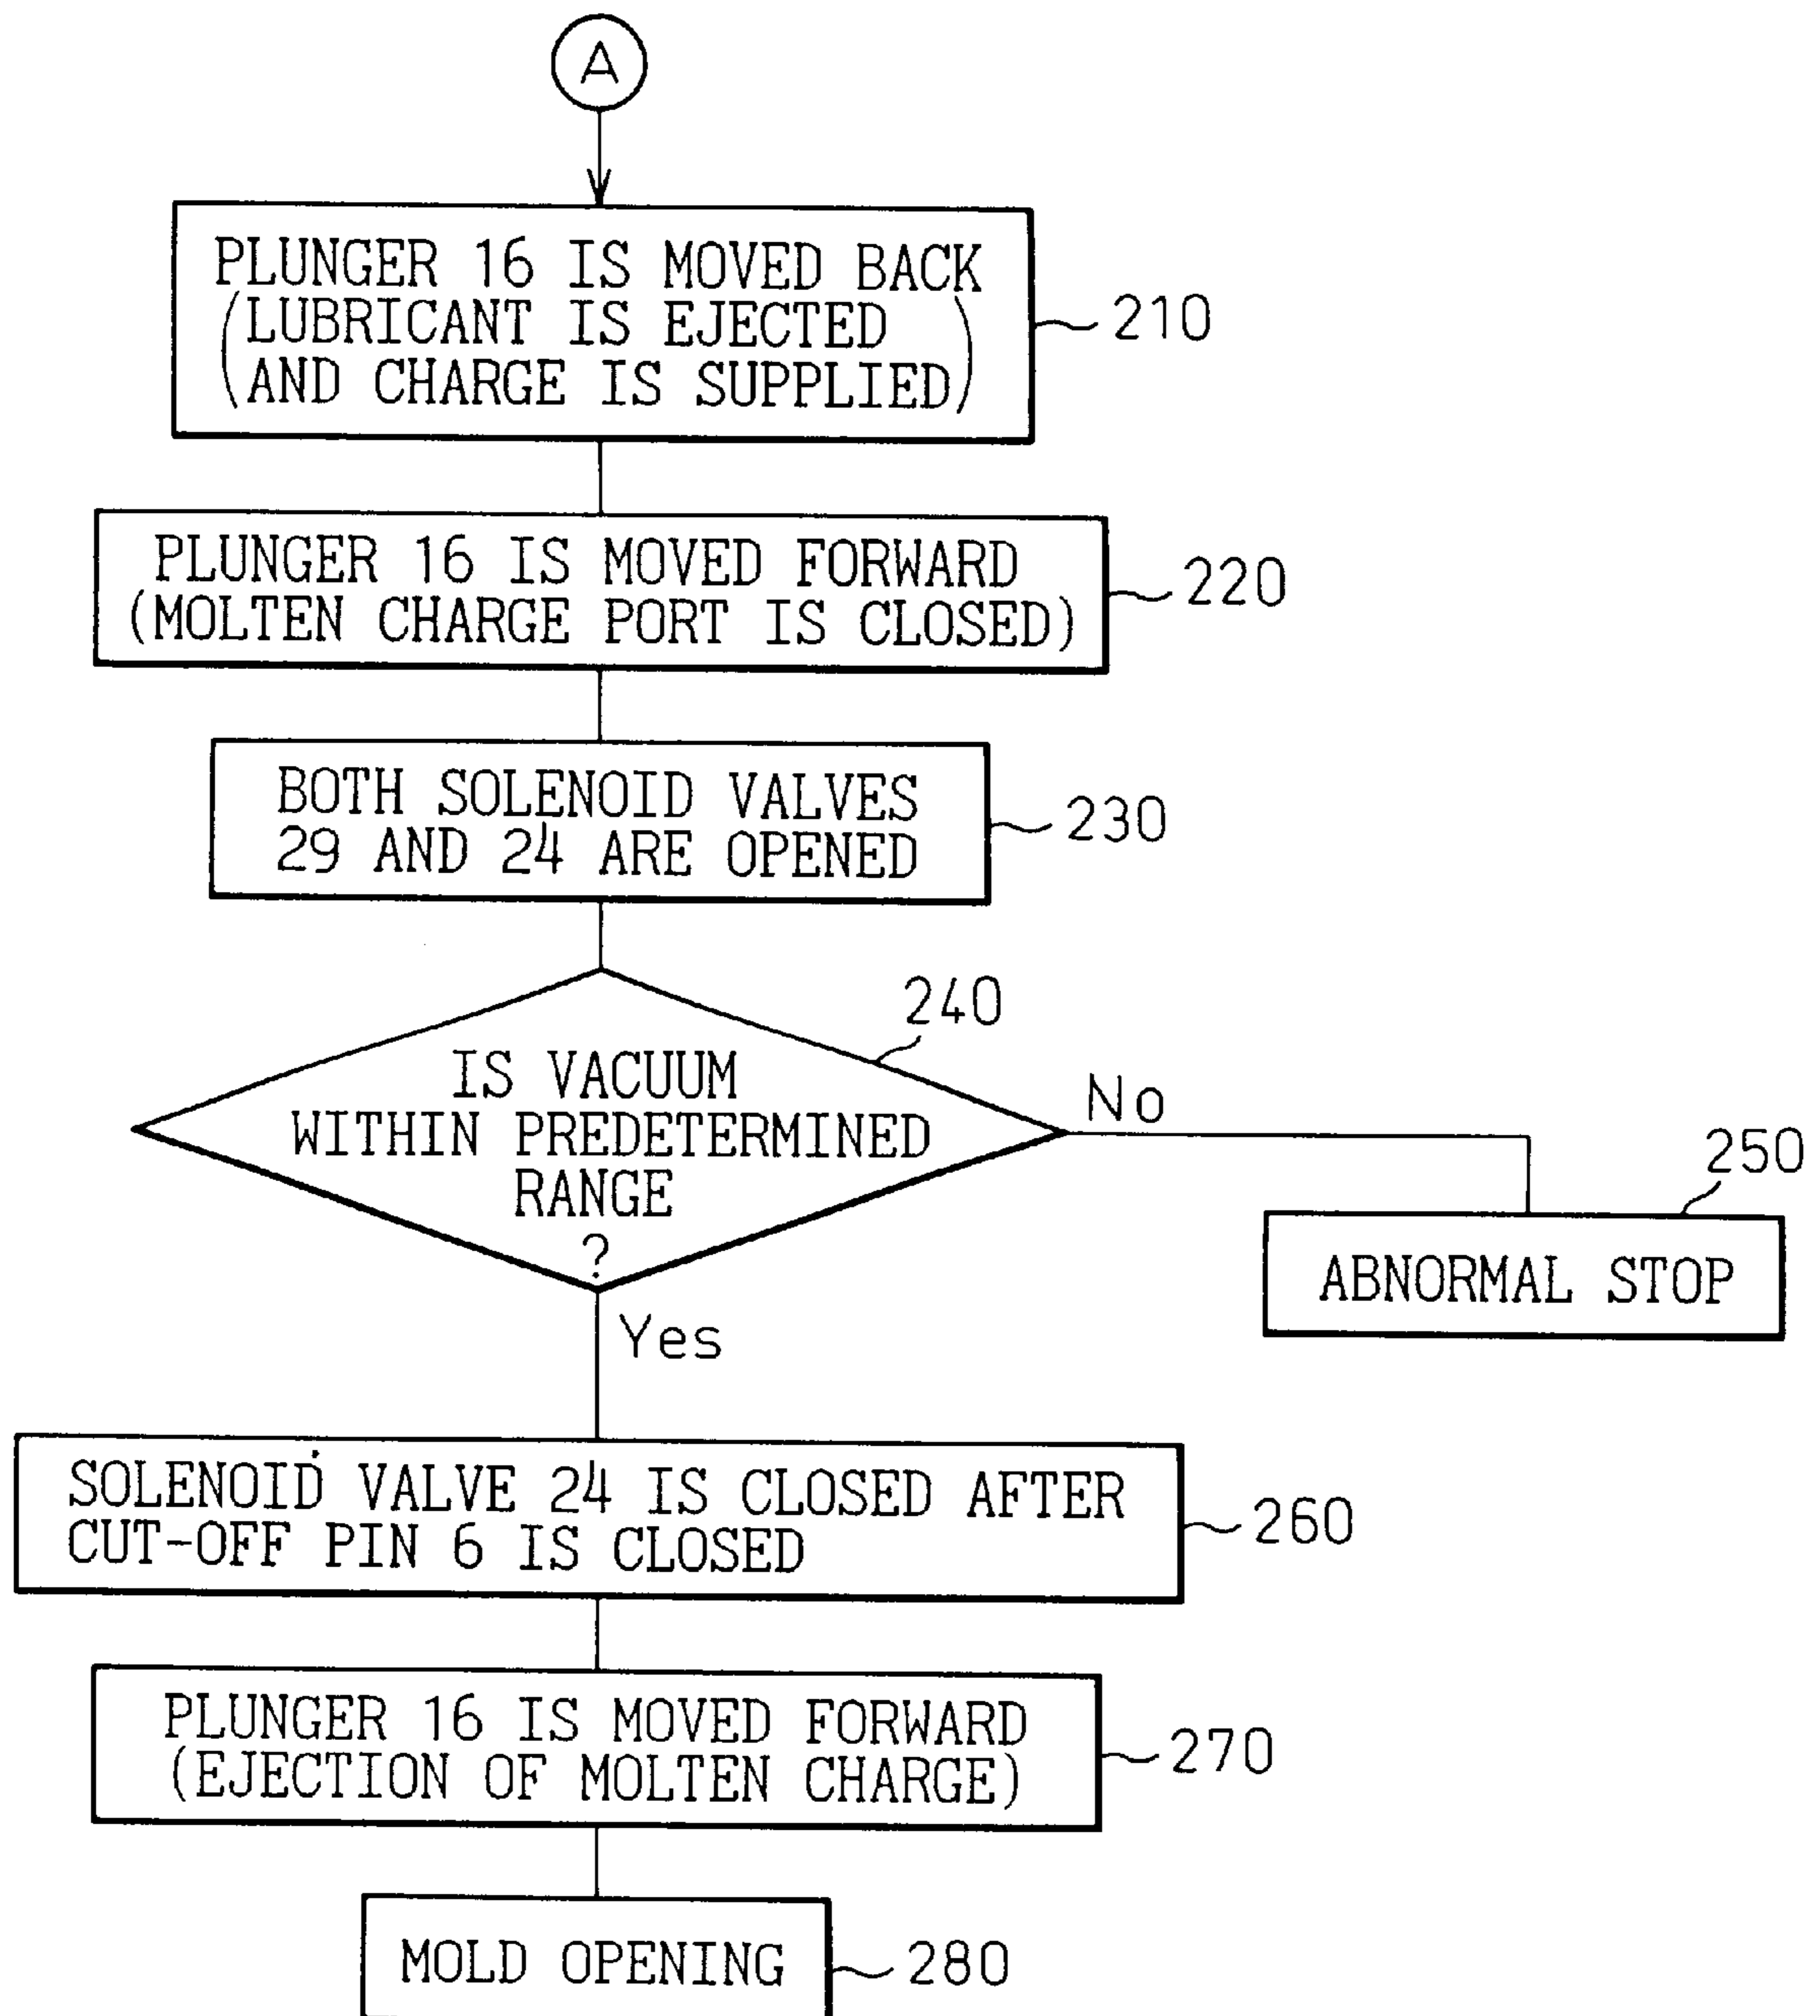 A
PLUNGER 16 IS MOVED BACK
(LUBRICANT IS EJECTED
AND CHARGE IS SUPPLIED)
210
PLUNGER 16 IS MOVED FORWARD
(MOLTEN CHARGE PORT IS CLOSED)
220
BOTH SOLENOID VALVES
29 AND 24 ARE OPENED
230
240
IS VACUUM
WITHIN PREDETERMINED
RANGE
?
No
250
ABNORMAL STOP
Yes
SOLENOID VALVE 24 IS CLOSED AFTER
CUT-OFF PIN 6 IS CLOSED
260
PLUNGER 16 IS MOVED FORWARD
(EJECTION OF MOLTEN CHARGE)
270
MOLD OPENING
280